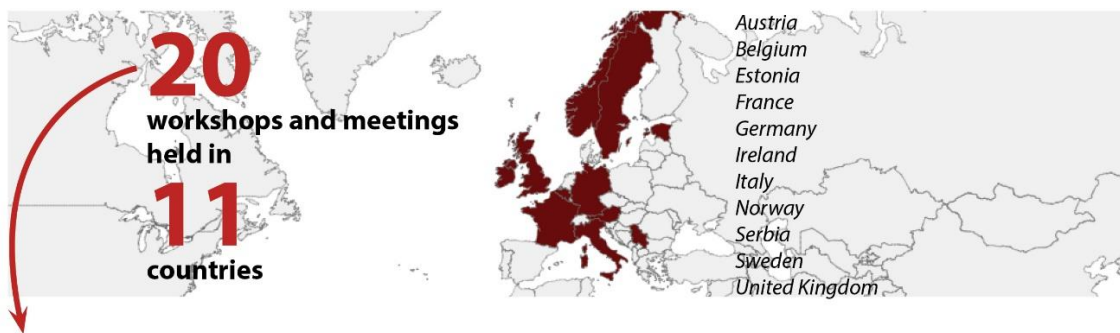 20
workshops and meetings
held in
11
countries
Austria
Belgium
Estonia
France
Germany
Ireland
Italy
Norway
Serbia
Sweden
United Kingdom